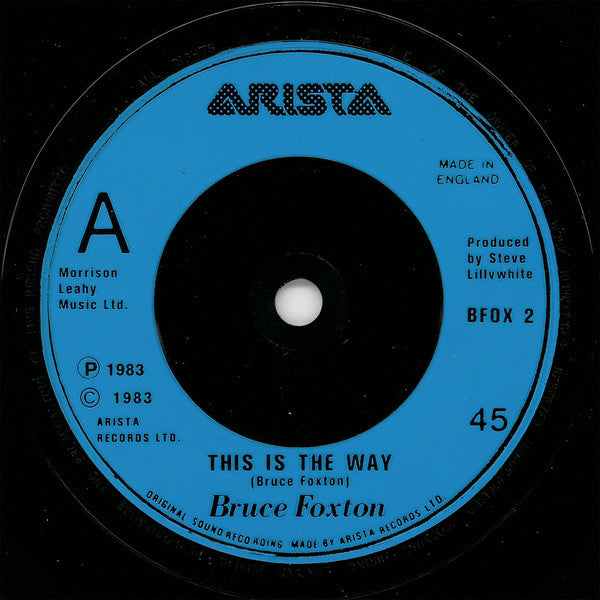 ARISTA
MADE IN
ENGLAND
A
Morrison
Leahy
Music Ltd.
Produced
by Steve
Lillywhite
BFOX 2
Ⓟ 1983
© 1983
ARISTA
RECORDS LTD.
45
THIS IS THE WAY
(Bruce Foxton)
Bruce Foxton
ORIGINAL SOUND RECORDING MADE BY ARISTA RECORDS LTD.